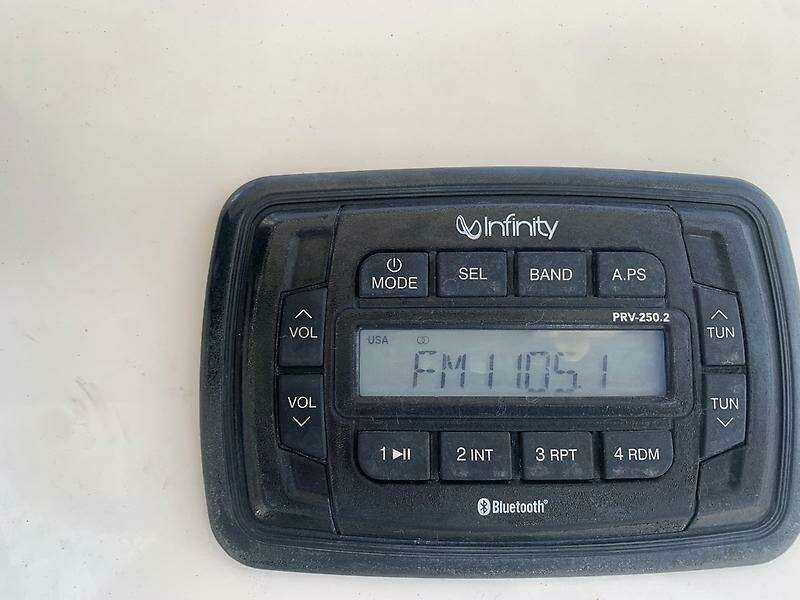 Infinity
MODE SEL BAND A.PS
PRV-250.2
VOL
TUN
USA
FM1 105.1
VOL
TUN
1 2 INT 3 RPT 4 RDM
Bluetooth®